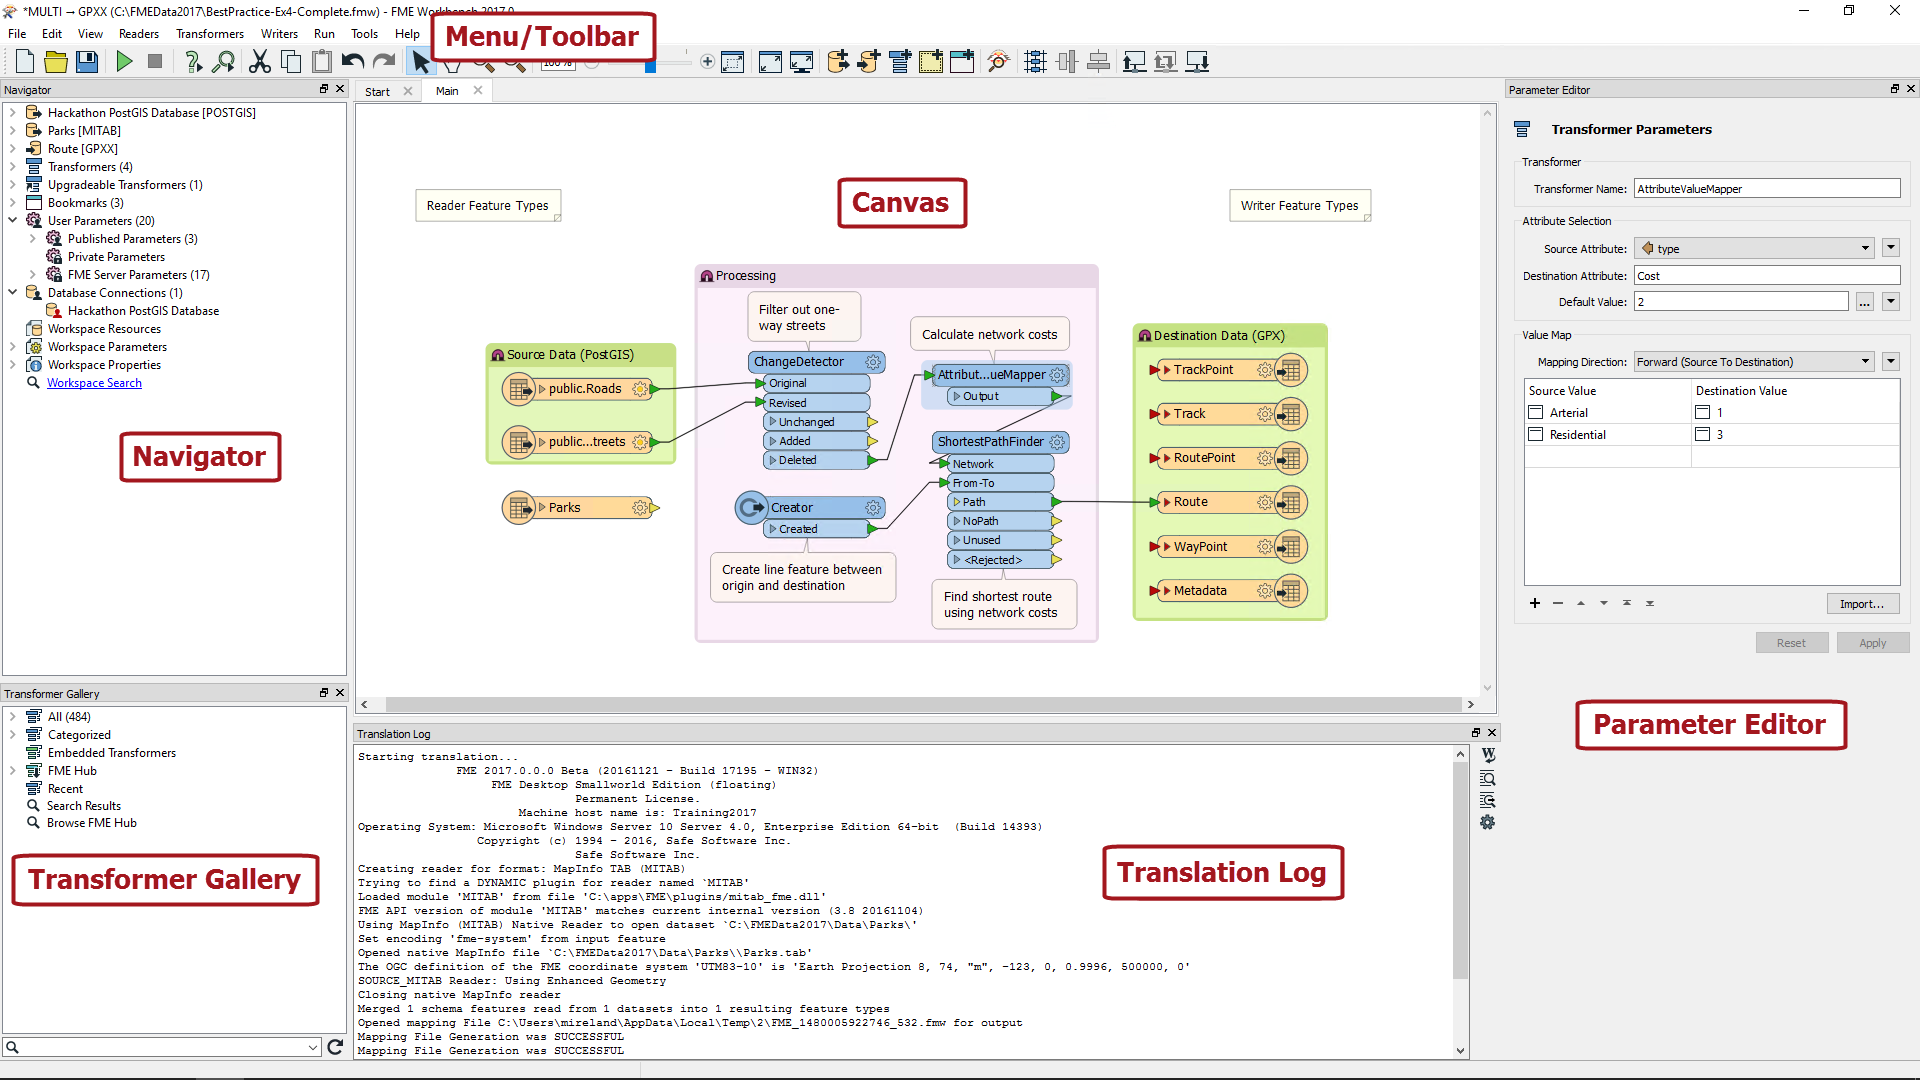 *MULTI → GPXX (C:\FMEData2017\BestPractice-Ex4-Complete.fmw) - FME Workbench 2017.0
File Edit View Readers Transformers Writers Run Tools Help
Menu/Toolbar
100 %
Navigator
Hackathon PostGIS Database [POSTGIS]
Parks [MITAB]
Route [GPXX]
Transformers (4)
Upgradeable Transformers (1)
Bookmarks (3)
User Parameters (20)
Published Parameters (3)
Private Parameters
FME Server Parameters (17)
Database Connections (1)
Hackathon PostGIS Database
Workspace Resources
Workspace Parameters
Workspace Properties
Workspace Search
Navigator
Transformer Gallery
All (484)
Categorized
Embedded Transformers
FME Hub
Recent
Search Results
Browse FME Hub
Transformer Gallery
Start
Main
Reader Feature Types
Canvas
Writer Feature Types
Processing
Filter out one-
way streets
Calculate network costs
Source Data (PostGIS)
public.Roads
public...treets
Parks
ChangeDetector
Original
Revised
Unchanged
Added
Deleted
Creator
Created
Create line feature between
origin and destination
Attribut...ueMapper
Output
ShortestPathFinder
Network
From-To
Path
NoPath
Unused
<Rejected>
Find shortest route
using network costs
Destination Data (GPX)
TrackPoint
Track
RoutePoint
Route
WayPoint
Metadata
Translation Log
Starting translation...
FME 2017.0.0.0 Beta (20161121 - Build 17195 - WIN32)
FME Desktop Smallworld Edition (floating)
Permanent License.
Machine host name is: Training2017
Operating System: Microsoft Windows Server 10 Server 4.0, Enterprise Edition 64-bit  (Build 14393)
Copyright (c) 1994 - 2016, Safe Software Inc.
Safe Software Inc.
Creating reader for format: MapInfo TAB (MITAB)
Trying to find a DYNAMIC plugin for reader named `MITAB'
Loaded module 'MITAB' from file 'C:\apps\FME\plugins/mitab_fme.dll'
FME API version of module 'MITAB' matches current internal version (3.8 20161104)
Using MapInfo (MITAB) Native Reader to open dataset `C:\FMEData2017\Data\Parks\'
Set encoding 'fme-system' from input feature
Opened native MapInfo file `C:\FMEData2017\Data\Parks\\Parks.tab'
The OGC definition of the FME coordinate system 'UTM83-10' is 'Earth Projection 8, 74, "m", -123, 0, 0.9996, 500000, 0'
SOURCE_MITAB Reader: Using Enhanced Geometry
Closing native MapInfo reader
Merged 1 schema features read from 1 datasets into 1 resulting feature types
Opened mapping File C:\Users\mireland\AppData\Local\Temp\2\FME_1480005922746_532.fmw for output
Mapping File Generation was SUCCESSFUL
Mapping File Generation was SUCCESSFUL
Translation Log
Parameter Editor
Transformer Parameters
Transformer
Transformer Name: AttributeValueMapper
Attribute Selection
Source Attribute: type
Destination Attribute: Cost
Default Value: 2 ...
Value Map
Mapping Direction: Forward (Source To Destination)
Source Value Destination Value
Arterial 1
Residential 3
Import...
Reset Apply
Parameter Editor